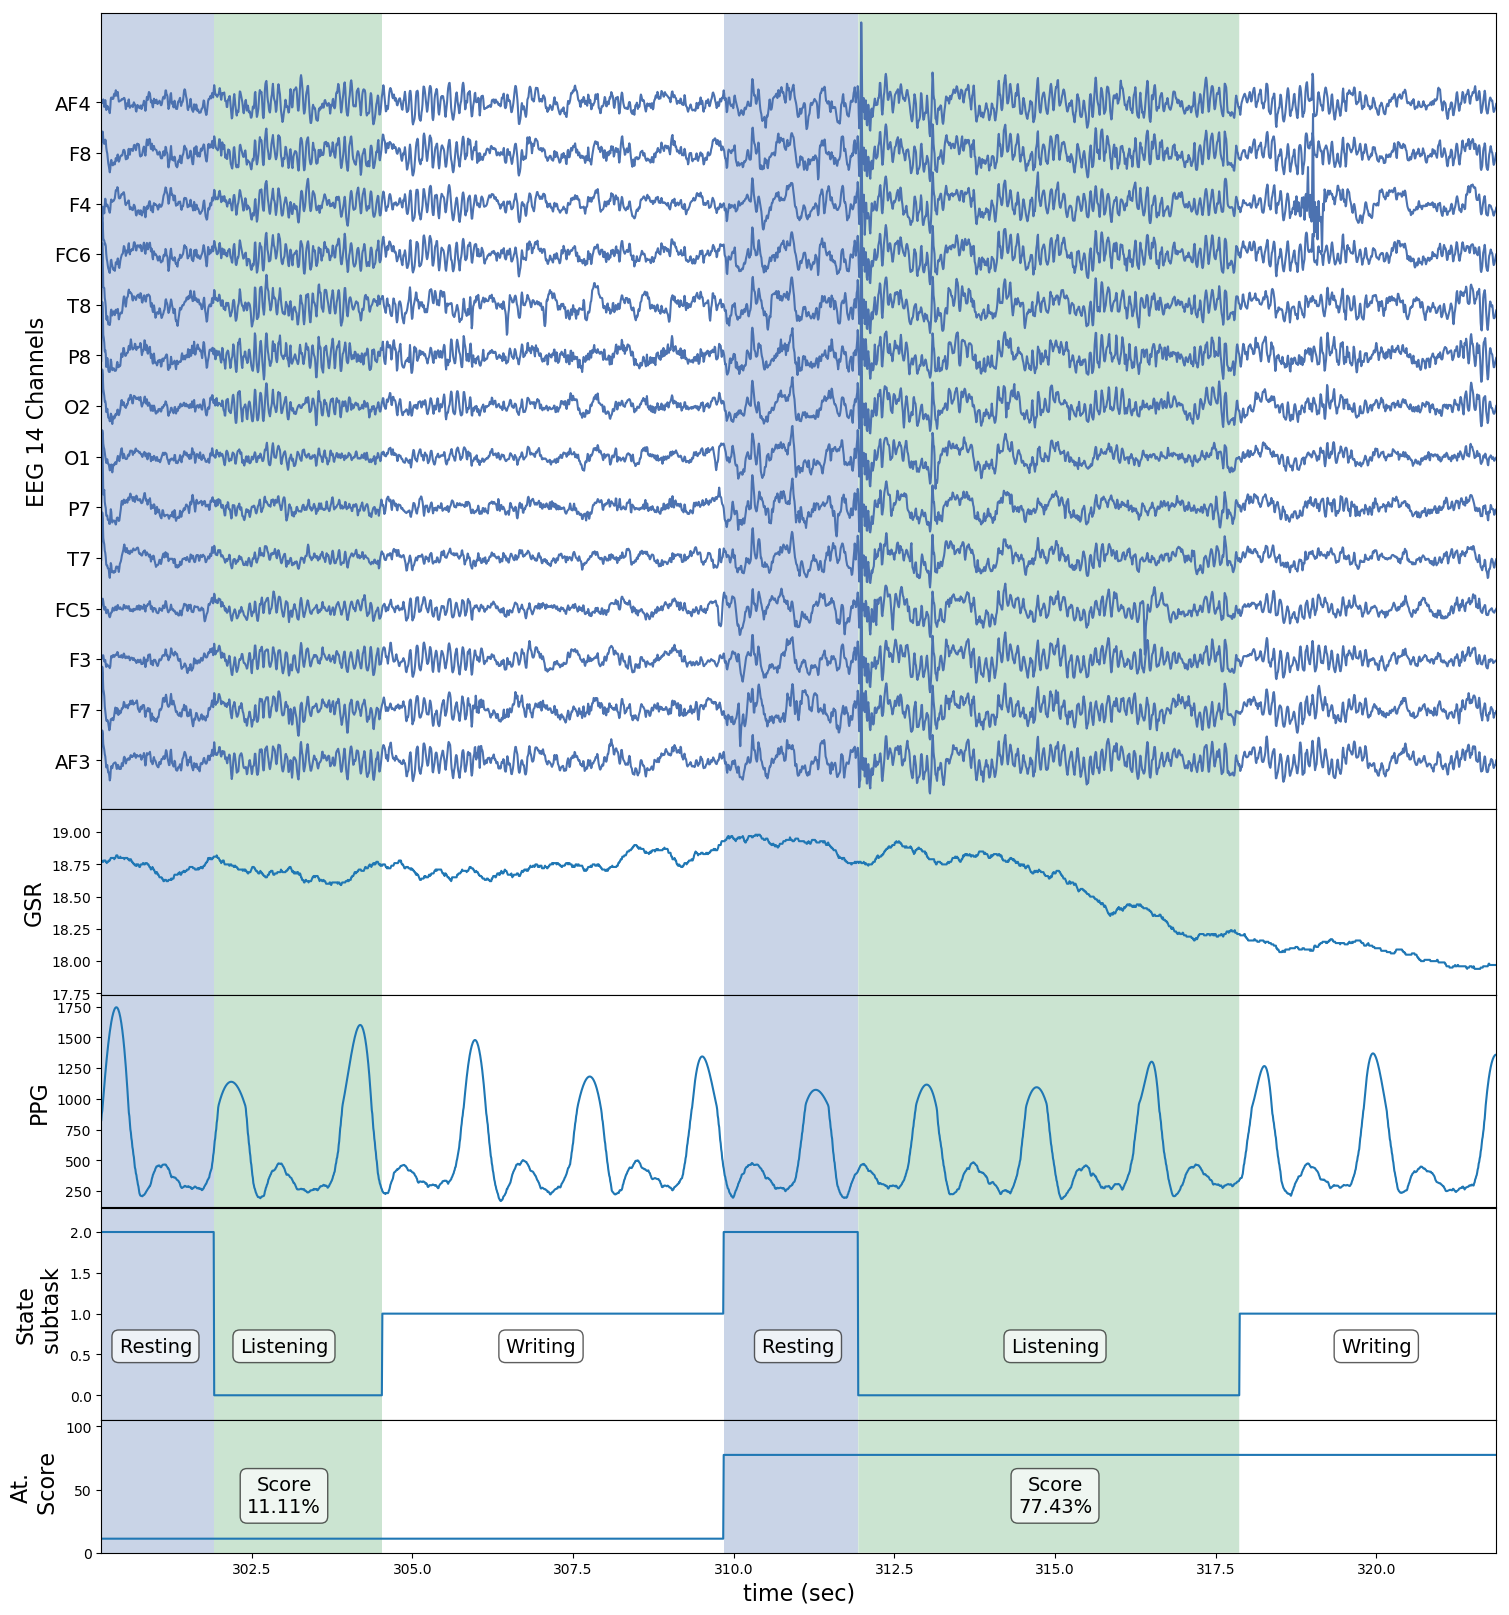 EEG 14 Channels
AF4
F8
F4
FC6
T8
P8
O2
O1
P7
T7
FC5
F3
F7
AF3
GSR
19.00
18.75
18.50
18.25
18.00
17.75
PPG
1750
1500
1250
1000
750
500
250
State
subtask
2.0
1.5
1.0
0.5
0.0
Resting
Listening
Writing
Resting
Listening
Writing
At.
Score
100
50
0
Score
11.11%
Score
77.43%
302.5
305.0
307.5
310.0
312.5
315.0
317.5
320.0
time (sec)